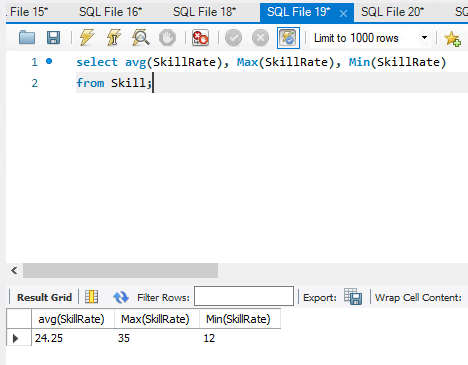 File 15* SQL File 16* SQL File 18* SQL File 19* × SQL File 20*
Limit to 1000 rows
1 select avg(SkillRate), Max(SkillRate), Min(SkillRate)
2 from Skill;
Result Grid Filter Rows: Export: Wrap Cell Content:
avg(SkillRate) Max(SkillRate) Min(SkillRate)
24.25 35 12